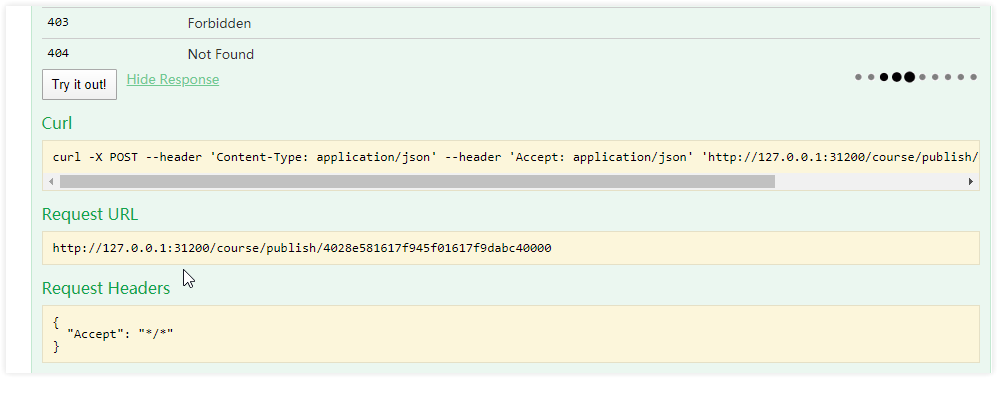 403 Forbidden
404 Not Found
Try it out! Hide Response
Curl
curl -X POST --header 'Content-Type: application/json' --header 'Accept: application/json' 'http://127.0.0.1:31200/course/publish/
Request URL
http://127.0.0.1:31200/course/publish/4028e581617f945f01617f9dabc40000
Request Headers
{
"Accept": "*/*"
}